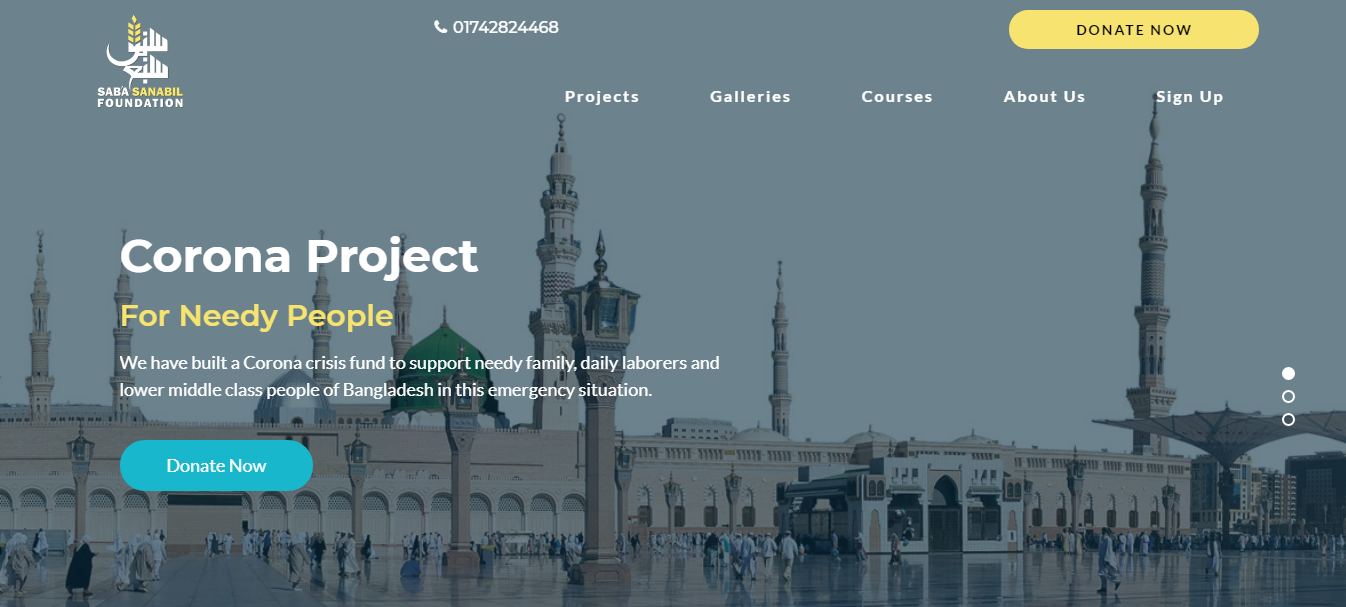 01742824468
DONATE NOW
SABA SANABIL
FOUNDATION
Projects
Galleries
Courses
About Us
Sign Up
Corona Project
For Needy People
We have built a Corona crisis fund to support needy family, daily laborers and
lower middle class people of Bangladesh in this emergency situation.
Donate Now